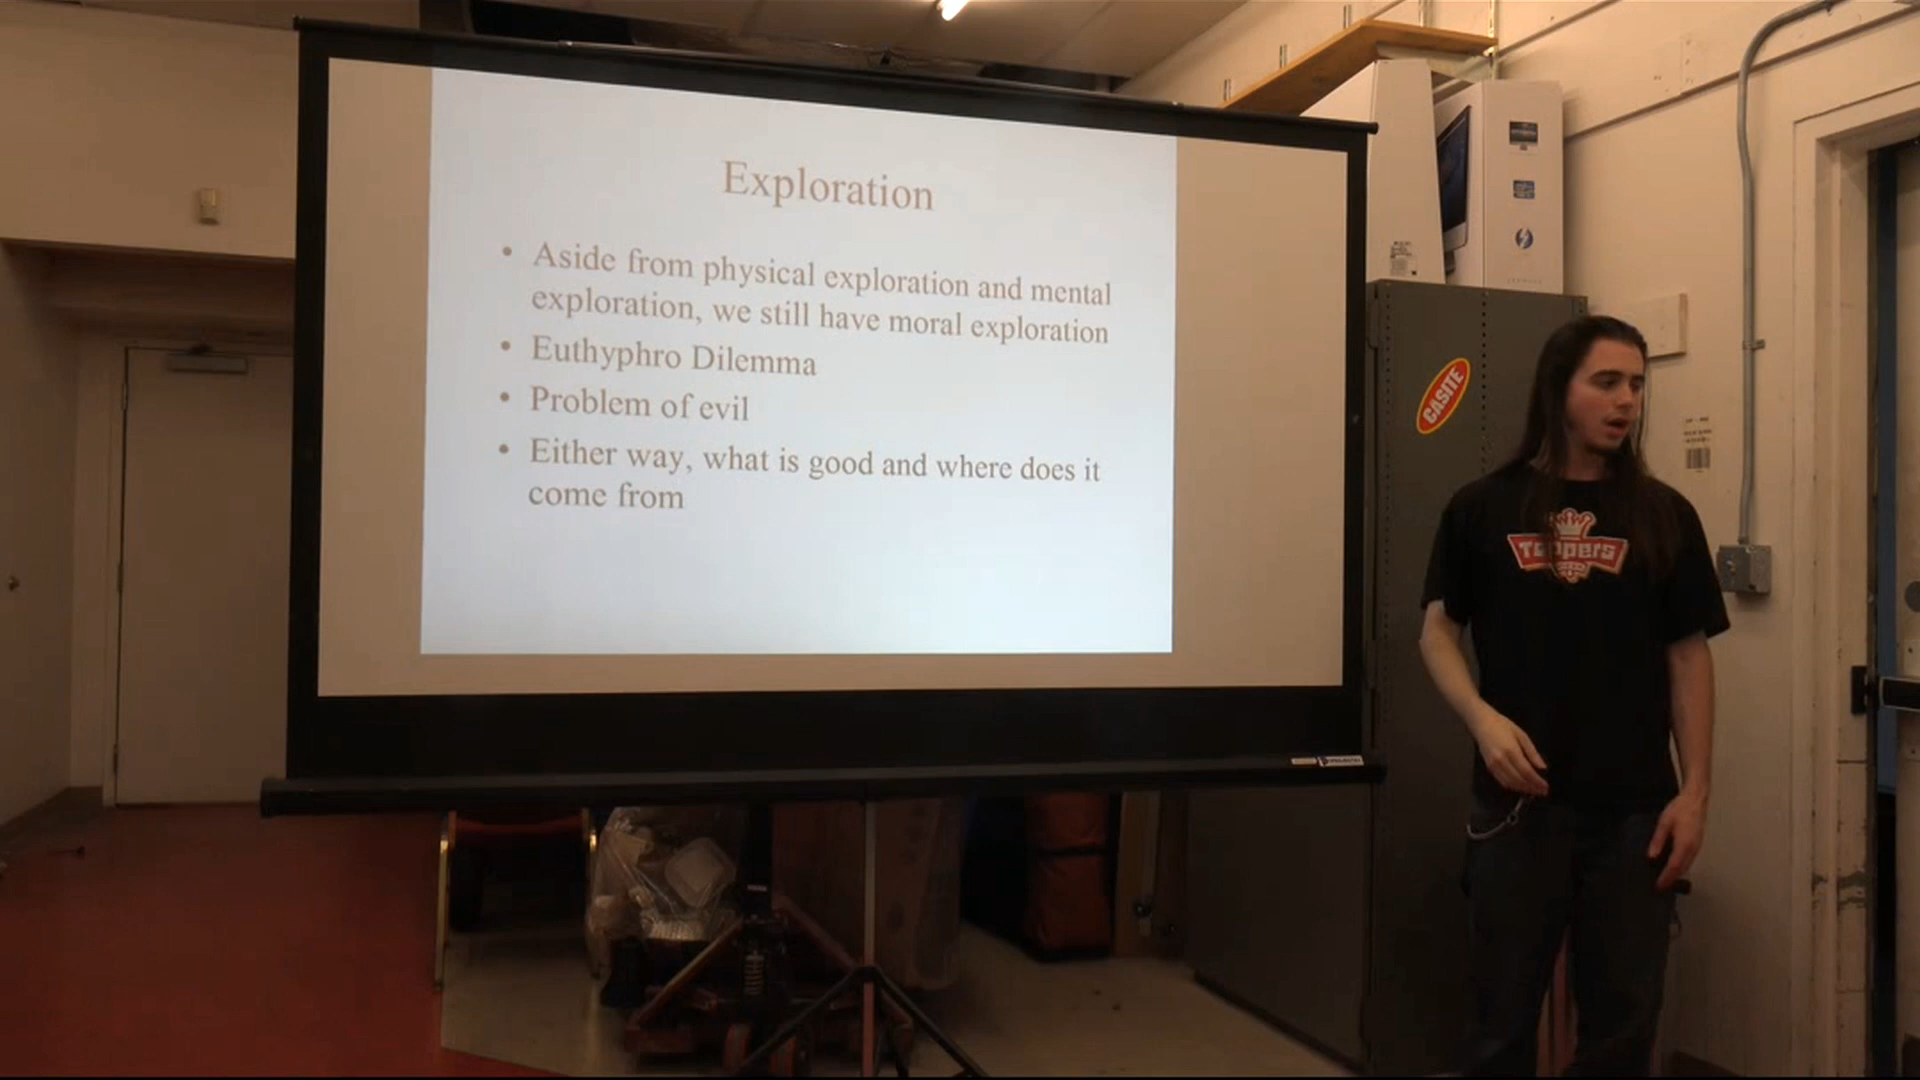 Exploration
• Aside from physical exploration and mental
exploration, we still have moral exploration
• Euthyphro Dilemma
• Problem of evil
• Either way, what is good and where does it
come from
CASITE
Toppers